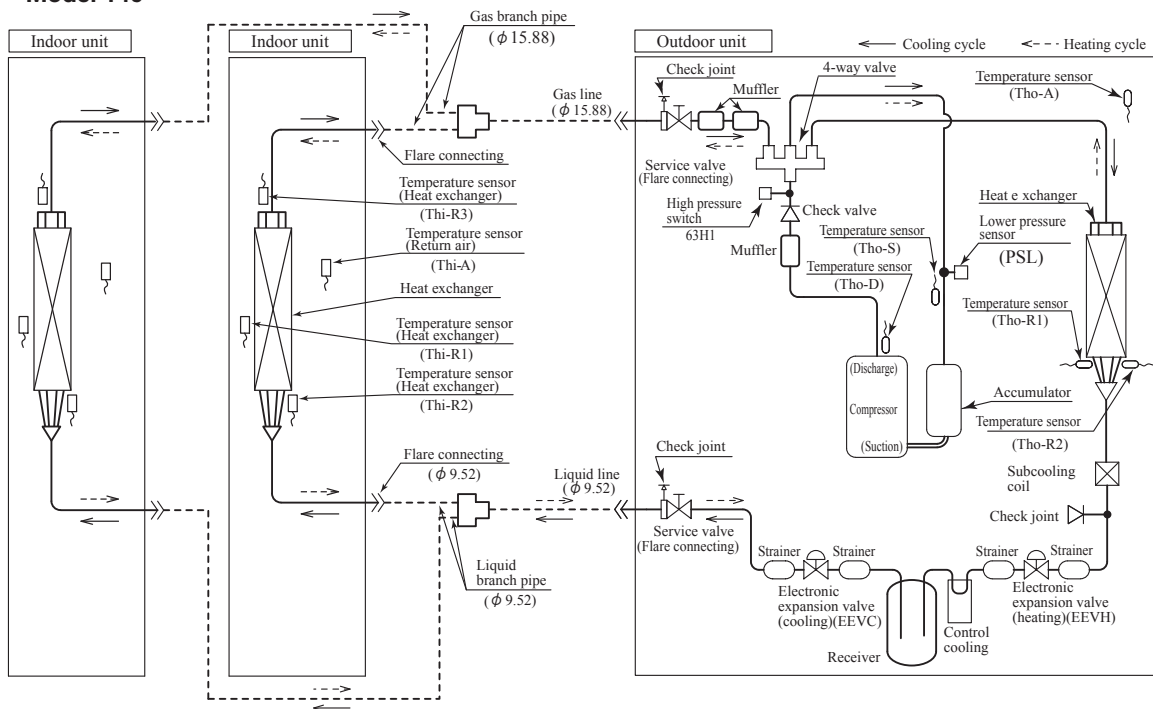 Model 140
Indoor unit
Indoor unit
Gas branch pipe
(ϕ15.88)
Gas line
(ϕ15.88)
Flare connecting
Temperature sensor
(Heat exchanger)
(Thi-R3)
Temperature sensor
(Return air)
(Thi-A)
Heat exchanger
Temperature sensor
(Heat exchanger)
(Thi-R1)
Temperature sensor
(Heat exchanger)
(Thi-R2)
Flare connecting
(ϕ9.52)
Liquid line
(ϕ9.52)
Liquid
branch pipe
(ϕ9.52)
Outdoor unit
Cooling cycle
Heating cycle
Check joint
Muffler
4-way valve
Temperature sensor
(Tho-A)
Service valve
(Flare connecting)
High pressure
switch
63H1
Check valve
Muffler
Temperature sensor
(Tho-S)
Temperature sensor
(Tho-D)
Heat e xchanger
Lower pressure
sensor
(PSL)
Temperature sensor
(Tho-R1)
(Discharge)
Compressor
(Suction)
Accumulator
Temperature sensor
(Tho-R2)
Subcooling
coil
Check joint
Check joint
Service valve
(Flare connecting)
Strainer
Strainer
Electronic
expansion valve
(cooling)(EEVC)
Receiver
Control
cooling
Strainer
Strainer
Electronic
expansion valve
(heating)(EEVH)